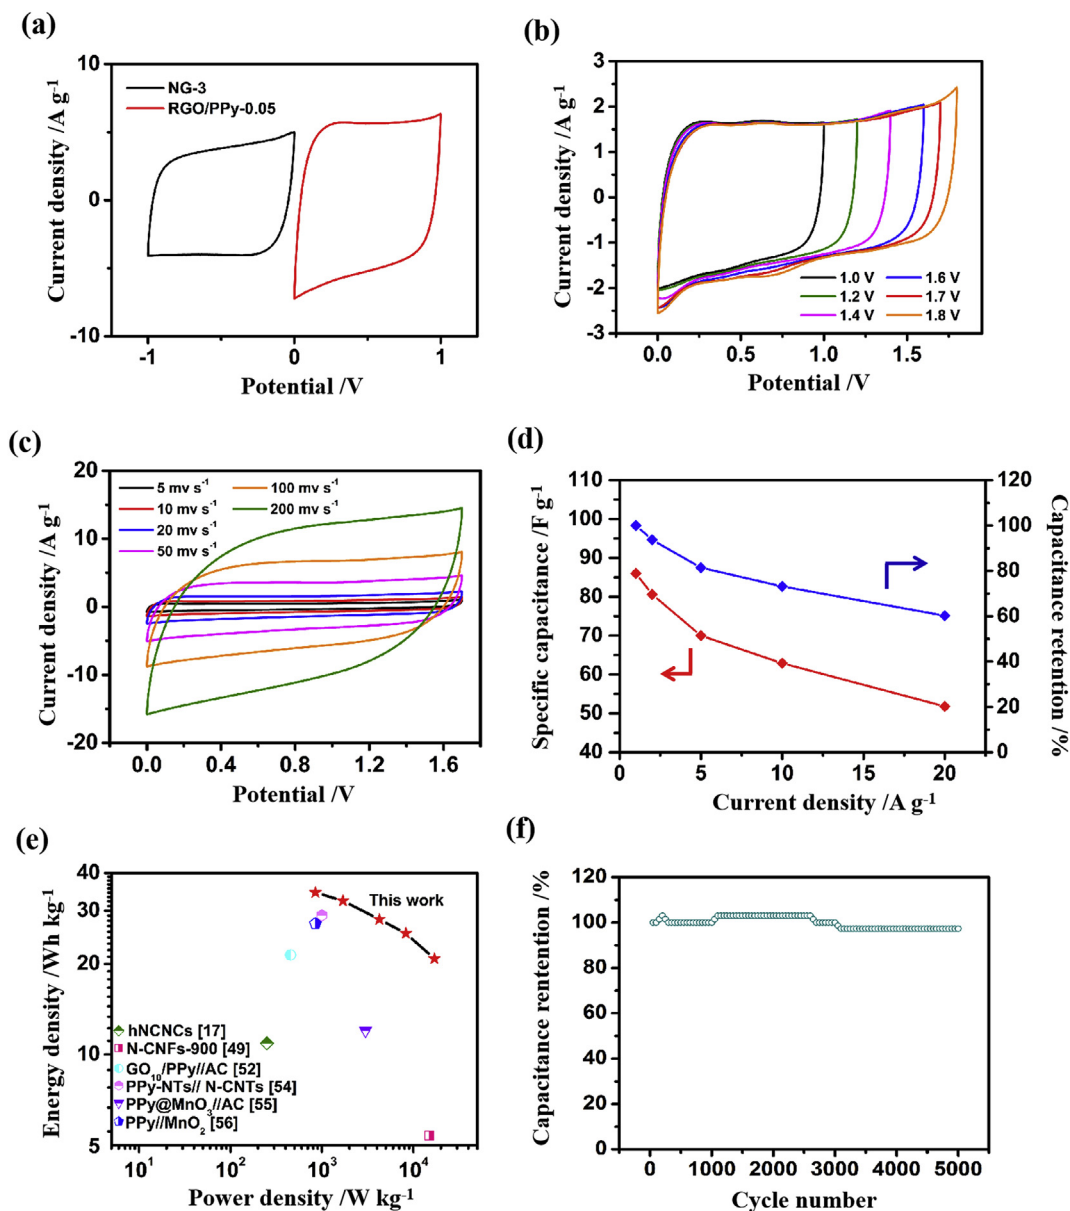 (a)
Current density /A g-1
10
0
-10
NG-3
RGO/PPy-0.05
-1 0 1
Potential /V
(b)
Current density /A g-1
3
2
1
0
-1
-2
-3
1.0 V 1.6 V
1.2 V 1.7 V
1.4 V 1.8 V
0.0 0.5 1.0 1.5
Potential /V
(c)
Current density /A g-1
20
10
0
-10
-20
5 mv s-1 100 mv s-1
10 mv s-1 200 mv s-1
20 mv s-1
50 mv s-1
0.0 0.4 0.8 1.2 1.6
Potential /V
(d)
Specific capacitance /F g-1
110
100
90
80
70
60
50
40
120
100
80
60
40
20
0
Capacitance retention /%
0 5 10 15 20
Current density /A g-1
(e)
Energy density /Wh kg-1
40
30
20
10
5
This work
hNCNCs [17]
N-CNFs-900 [49]
GO10/PPy//AC [52]
PPy-NTs// N-CNTs [54]
PPy@MnO3//AC [55]
PPy//MnO2 [56]
10^1 10^2 10^3 10^4
Power density /W kg-1
(f)
Capacitance rentention /%
120
100
80
60
40
20
0
0 1000 2000 3000 4000 5000
Cycle number